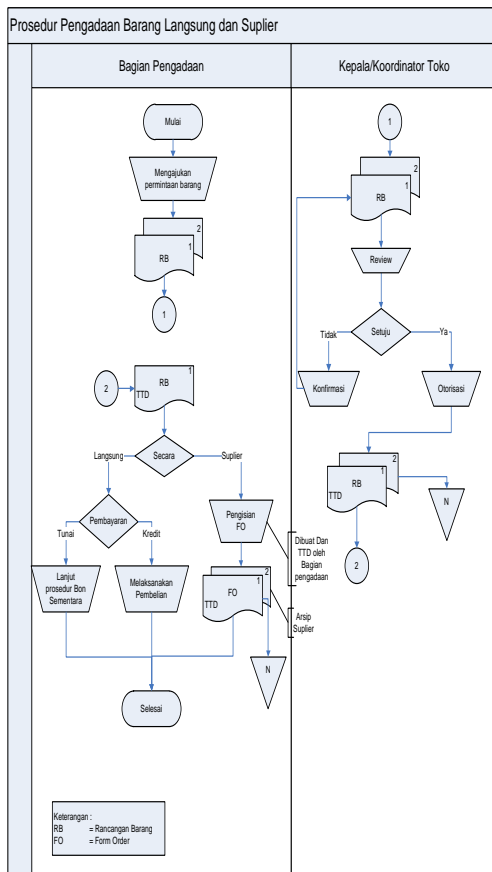 Prosedur Pengadaan Barang Langsung dan Suplier
Bagian Pengadaan
Mulai
Mengajukan
permintaan barang
2
1
RB
1
2
1
RB
TTD
Secara
Langsung
Suplier
Pembayaran
Tunai
Kredit
Lanjut
prosedur Bon
Sementara
Melaksanakan
Pembelian
Pengisian
FO
Dibuat Dan
TTD oleh
Bagian
pengadaan
2
1
FO
TTD
Arsip
Suplier
N
Selesai
Keterangan :
RB = Rancangan Barang
FO = Form Order
Kepala/Koordinator Toko
1
2
1
RB
Review
Setuju
Tidak
Ya
Konfirmasi
Otorisasi
2
1
RB
TTD
N
2